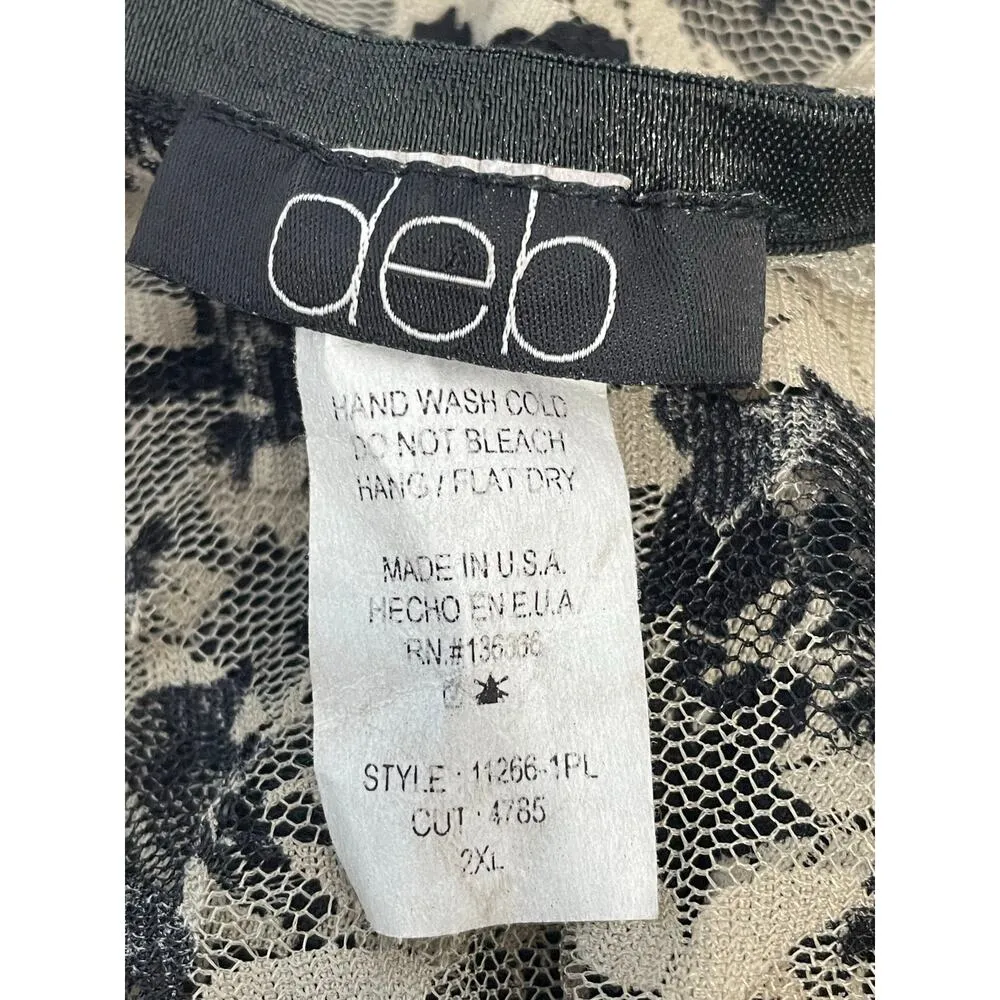 deb
HAND WASH COLD
DO NOT BLEACH
HANG / FLAT DRY
MADE IN U.S.A.
HECHO EN E.U.A.
STYLE : 11266-1PL
CUT : 4785
2XL